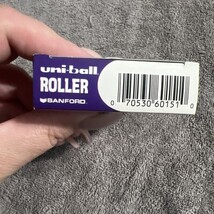 uni-ball
ROLLER
SANFORD
0 70530 60151 0